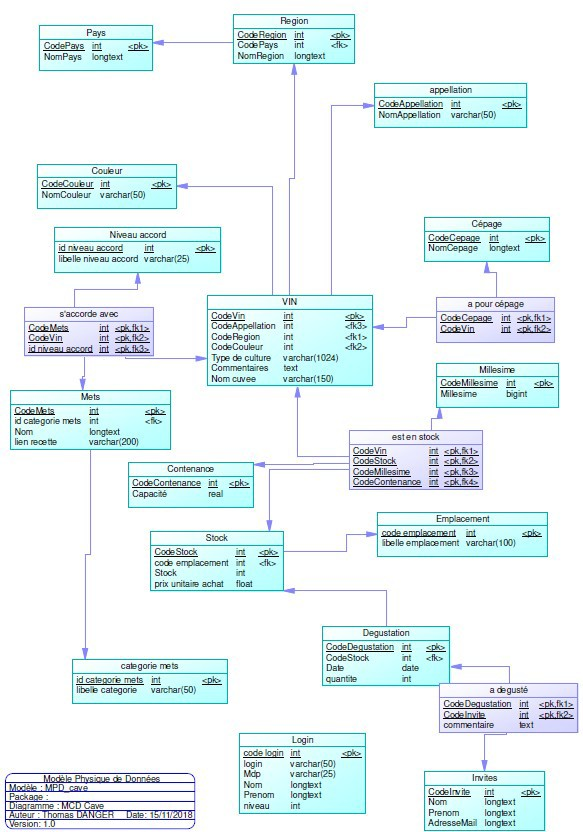 Pays
CodePays int <pk>
NomPays longtext
Region
CodeRegion int <pk>
CodePays int <fk>
NomRegion longtext
appellation
CodeAppellation int <pk>
NomAppellation varchar(50)
Couleur
CodeCouleur int <pk>
NomCouleur varchar(50)
Niveau accord
id niveau accord int <pk>
libelle niveau accord varchar(25)
Cépage
CodeCepage int <pk>
NomCepage longtext
s'accorde avec
CodeMets int <pk,fk1>
CodeVin int <pk,fk2>
id niveau accord int <pk,fk3>
VIN
CodeVin int <pk>
CodeAppellation int <fk3>
CodeRegion int <fk1>
CodeCouleur int <fk2>
Type de culture varchar(1024)
Commentaires text
Nom cuvee varchar(150)
a pour cépage
CodeCepage int <pk,fk1>
CodeVin int <pk,fk2>
Millesime
CodeMillesime int <pk>
Millesime bigint
Mets
CodeMets int <pk>
id categorie mets int <fk>
Nom longtext
lien recette varchar(200)
est en stock
CodeVin int <pk,fk1>
CodeStock int <pk,fk2>
CodeMillesime int <pk,fk3>
CodeContenance int <pk,fk4>
Contenance
CodeContenance int <pk>
Capacité real
Emplacement
code emplacement int <pk>
libelle emplacement varchar(100)
Stock
CodeStock int <pk>
code emplacement int <fk>
Stock int
prix unitaire achat float
Degustation
CodeDegustation int <pk>
CodeStock int <fk>
Date date
quantite int
categorie mets
id categorie mets int <pk>
libelle categorie varchar(50)
a degusté
CodeDegustation int <pk,fk1>
CodeInvite int <pk,fk2>
commentaire text
Login
code login int <pk>
login varchar(50)
Mdp varchar(25)
Nom longtext
Prenom longtext
niveau int
Invites
CodeInvite int <pk>
Nom longtext
Prenom longtext
AdresseMail longtext
Modèle Physique de Données
Modèle : MPD_cave
Package :
Diagramme : MCD Cave
Auteur : Thomas DANGER Date: 15/11/2018
Version: 1.0